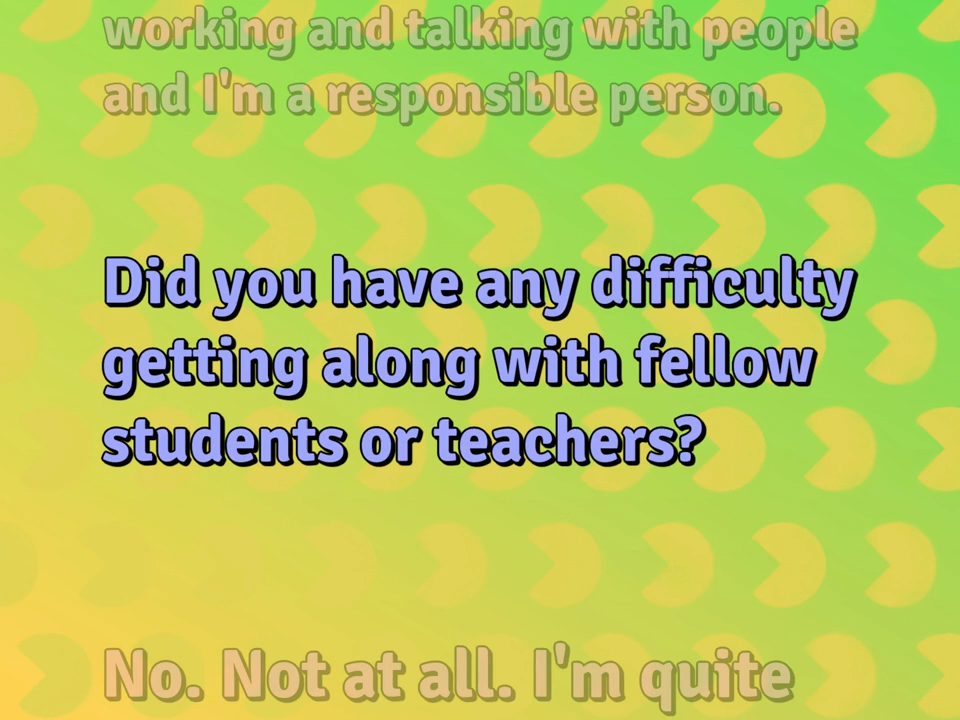 working and talking with people
and I'm a responsible person.
Did you have any difficulty
getting along with fellow
students or teachers?
No. Not at all. I'm quite